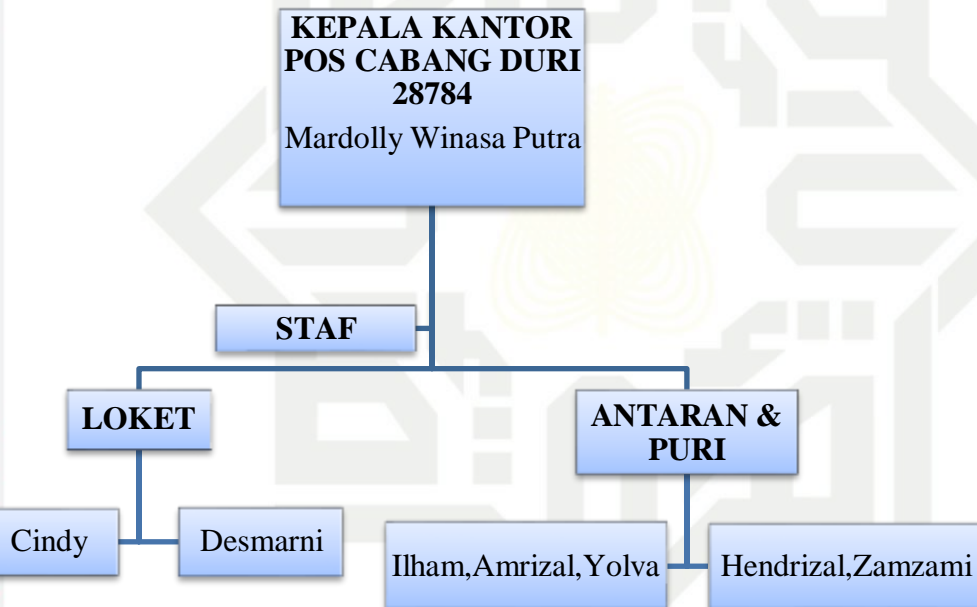 KEPALA KANTOR
POS CABANG DURI
28784
Mardolly Winasa Putra
STAF
LOKET
ANTARAN &
PURI
Cindy
Desmarni
Ilham,Amrizal,Yolva
Hendrizal,Zamzami